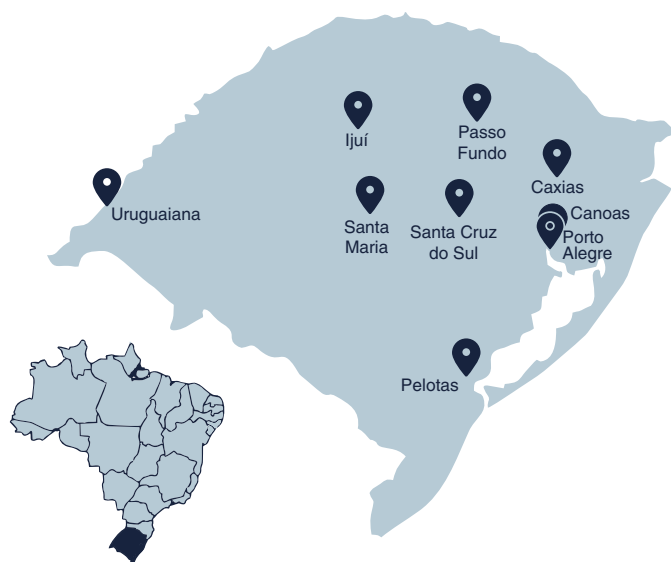 Ijuí
Passo
Fundo
Caxias
Uruguaiana
Santa
Maria
Santa Cruz
do Sul
Canoas
Porto
Alegre
Pelotas